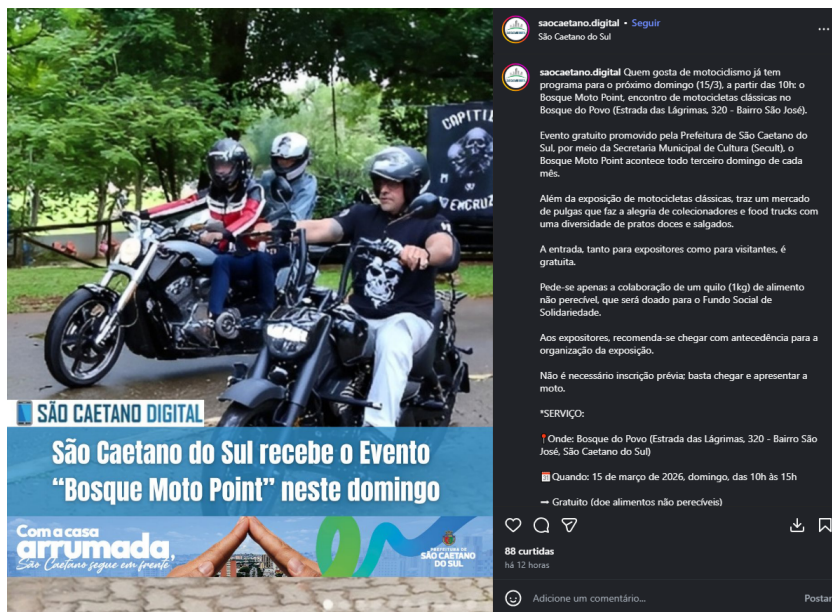 CAPITI
ENCRUZ
SÃO CAETANO DIGITAL
São Caetano do Sul recebe o Evento
“Bosque Moto Point” neste domingo
Com a casa
arrumada,
São Caetano segue em frente
PREFEITURA DE
SÃO CAETANO
DO SUL
saocaetano.digital • Seguir
São Caetano do Sul
saocaetano.digital Quem gosta de motociclismo já tem
programa para o próximo domingo (15/3), a partir das 10h: o
Bosque Moto Point, encontro de motocicletas clássicas no
Bosque do Povo (Estrada das Lágrimas, 320 - Bairro São José).
Evento gratuito promovido pela Prefeitura de São Caetano do
Sul, por meio da Secretaria Municipal de Cultura (Secult), o
Bosque Moto Point acontece todo terceiro domingo de cada
mês.
Além da exposição de motocicletas clássicas, traz um mercado
de pulgas que faz a alegria de colecionadores e food trucks com
uma diversidade de pratos doces e salgados.
A entrada, tanto para expositores como para visitantes, é
gratuita.
Pede-se apenas a colaboração de um quilo (1kg) de alimento
não perecível, que será doado para o Fundo Social de
Solidariedade.
Aos expositores, recomenda-se chegar com antecedência para a
organização da exposição.
Não é necessário inscrição prévia; basta chegar e apresentar a
moto.
*SERVIÇO:
📍Onde: Bosque do Povo (Estrada das Lágrimas, 320 - Bairro São
José, São Caetano do Sul)
📅 Quando: 15 de março de 2026, domingo, das 10h às 15h
➡ Gratuito (doe alimentos não perecíveis)
88 curtidas
há 12 horas
Adicione um comentário...
Postar